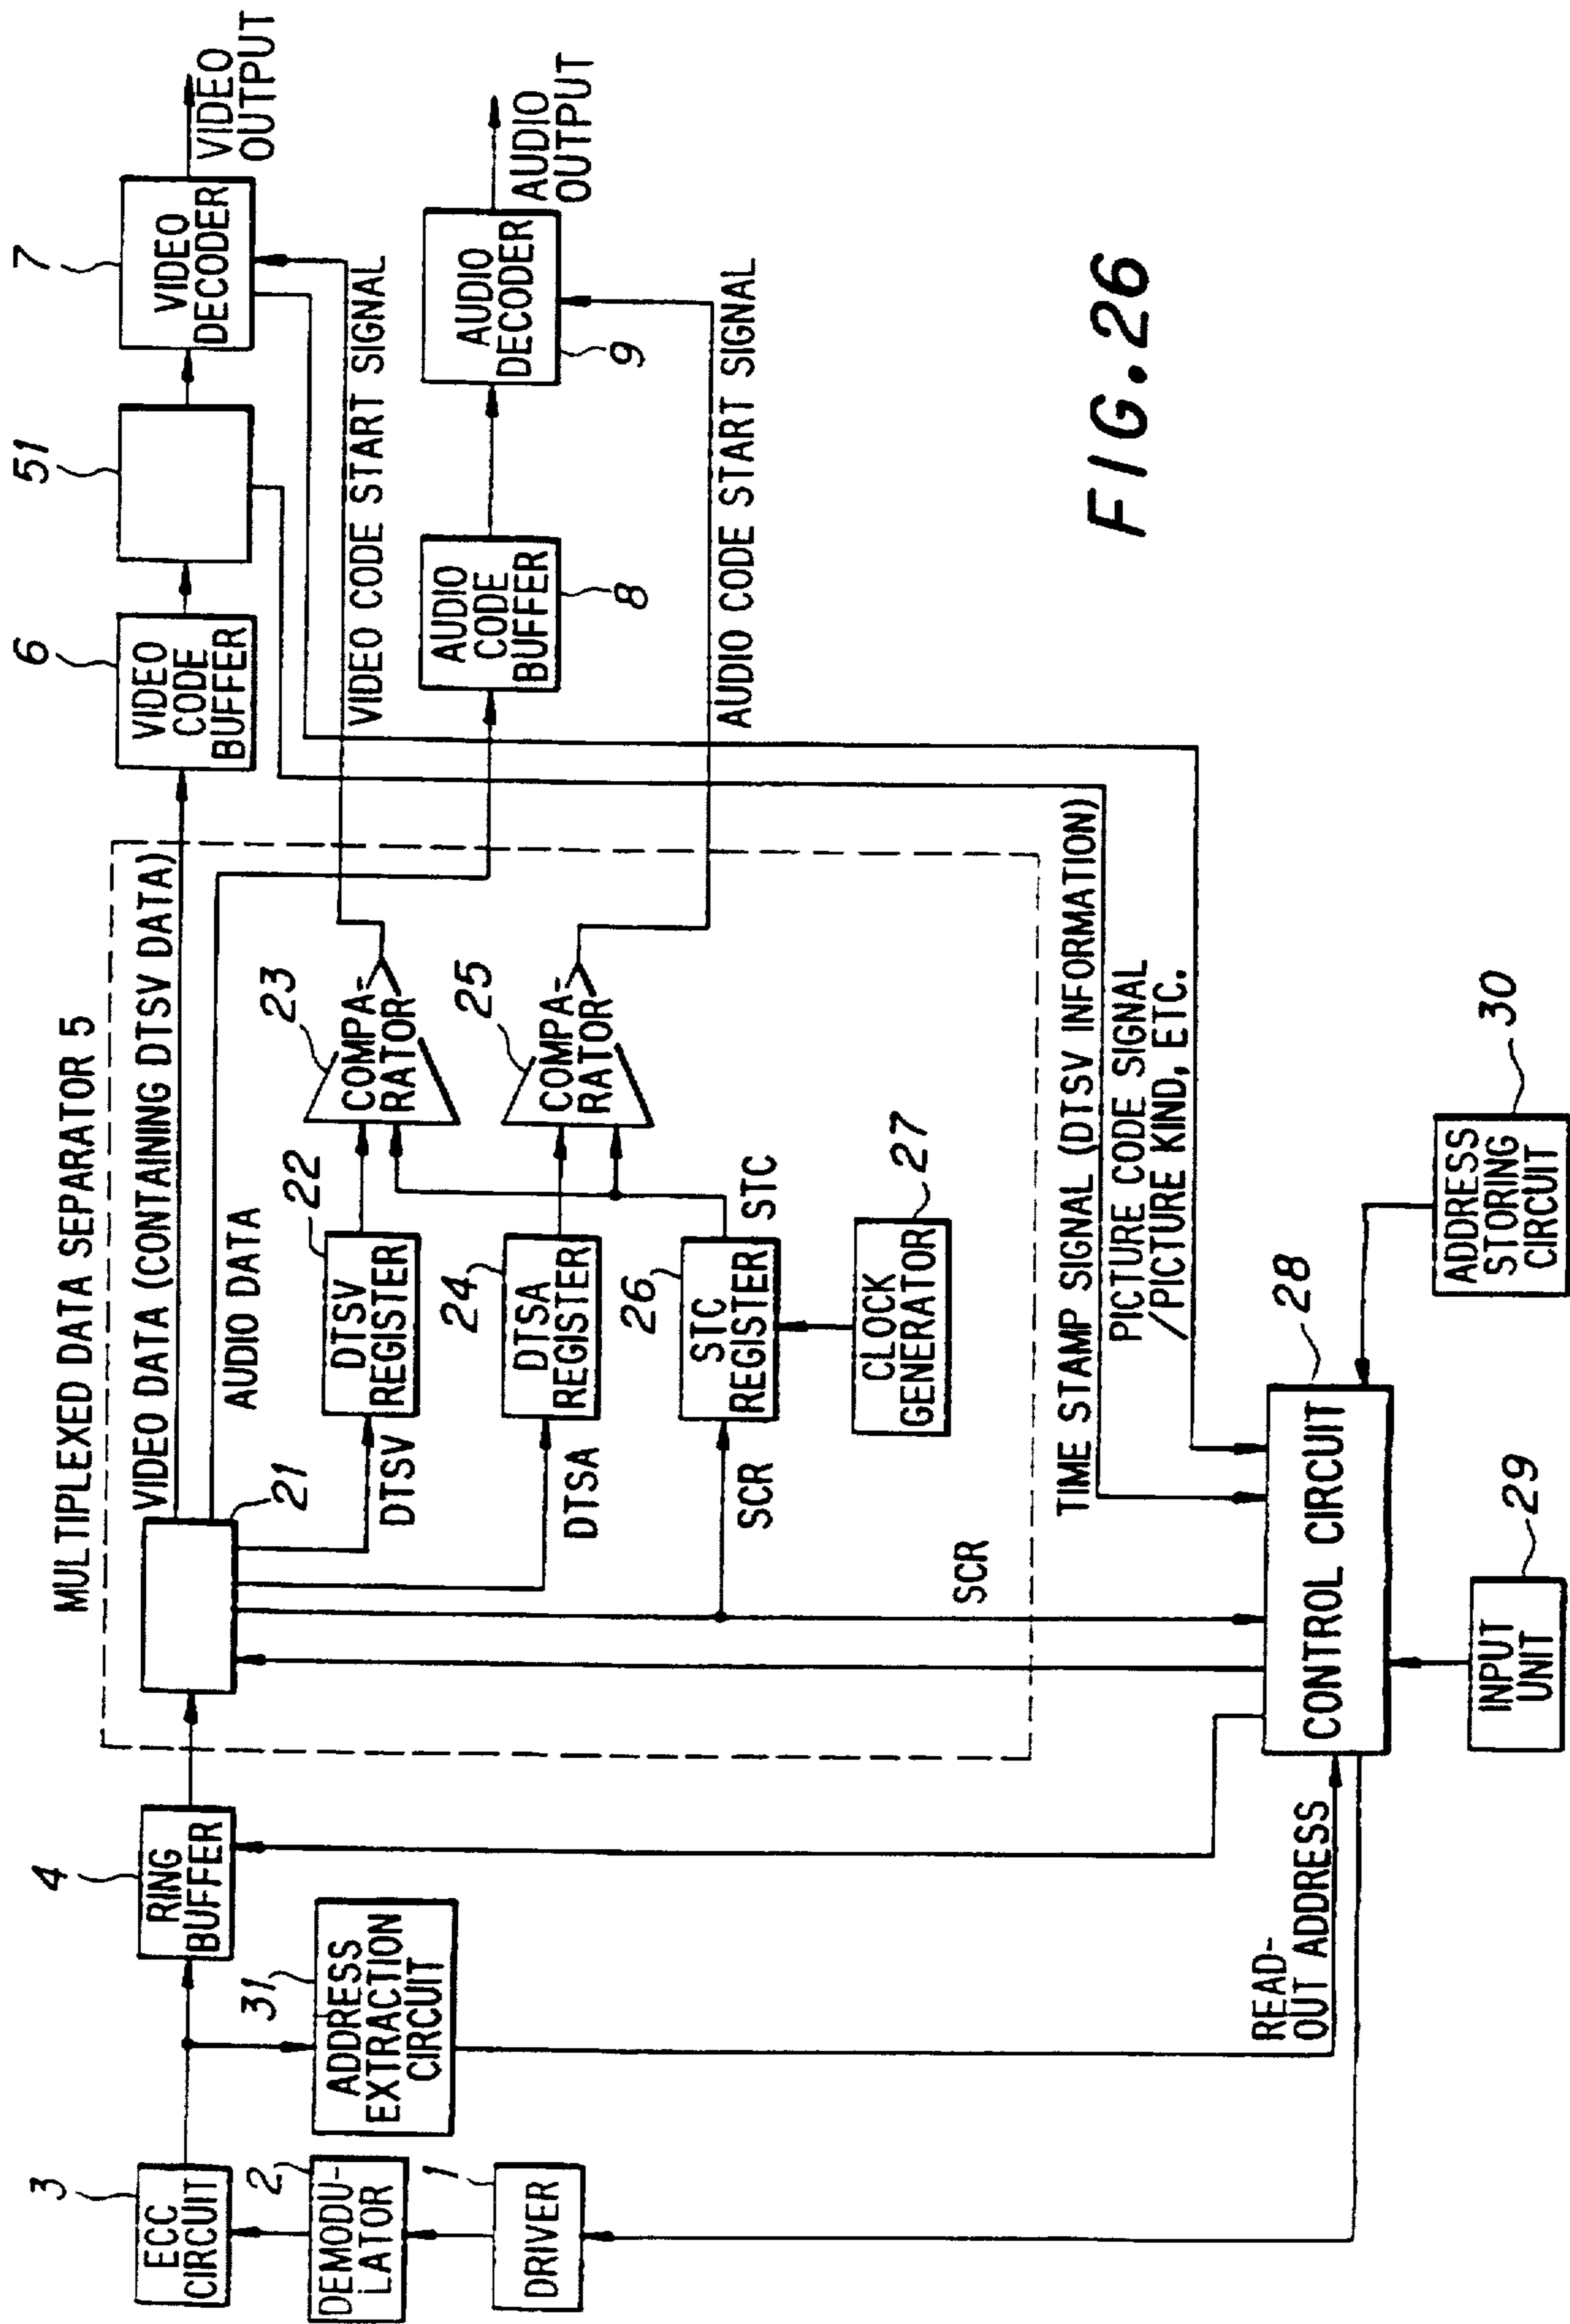 FIG. 26
3
ECC
CIRCUIT
2
DEMODU-
LATOR
1
DRIVER
31
ADDRESS
EXTRACTION
CIRCUIT
4
RING
BUFFER
READ-
OUT ADDRESS
MULTIPLEXED DATA SEPARATOR 5
VIDEO DATA (CONTAINING DTSV DATA)
21
AUDIO DATA
DTSV
22
DTSV
REGISTER
23
COMPA-
RATOR
DTSA
24
DTSA
REGISTER
25
COMPA-
RATOR
SCR
26
STC
REGISTER
STC
27
CLOCK
GENERATOR
SCR
6
VIDEO
CODE
BUFFER
51
7
VIDEO
DECODER
VIDEO
OUTPUT
VIDEO CODE START SIGNAL
AUDIO
CODE
BUFFER
8
AUDIO
DECODER
9
AUDIO
OUTPUT
AUDIO CODE START SIGNAL
TIME STAMP SIGNAL (DTSV INFORMATION)
PICTURE CODE SIGNAL
/PICTURE KIND, ETC.
28
CONTROL CIRCUIT
29
INPUT
UNIT
30
ADDRESS
STORING
CIRCUIT